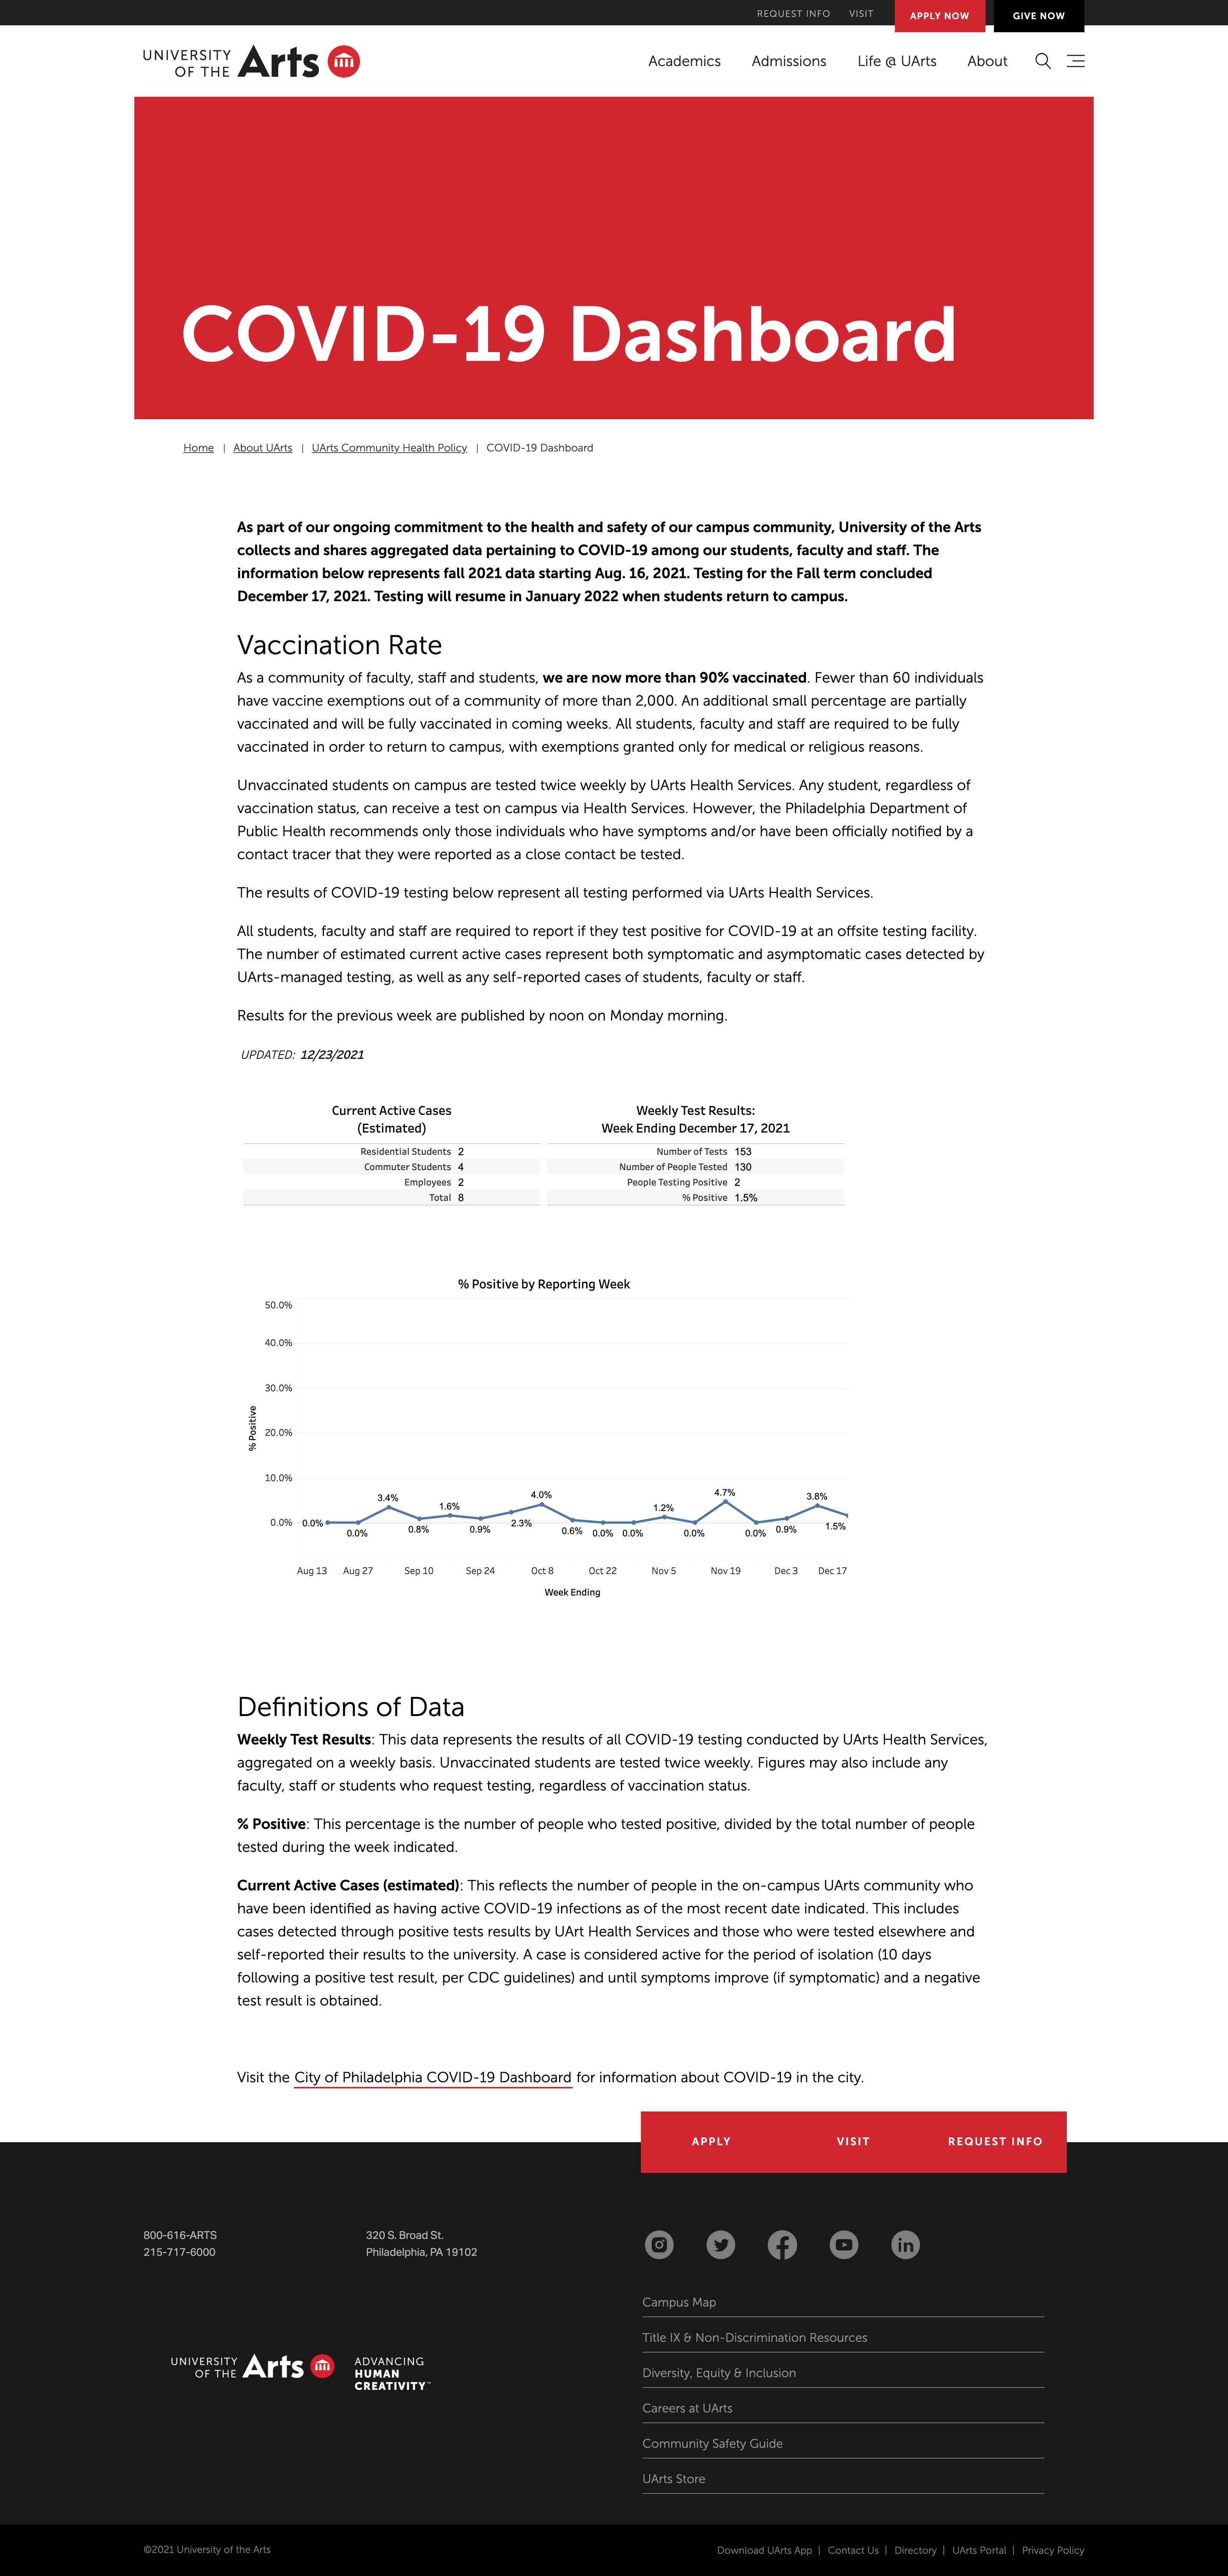 REQUEST INFO VISIT APPLY NOW GIVE NOW
UNIVERSITY OF THE Arts
Academics Admissions Life @ UArts About
COVID-19 Dashboard
Home | About UArts | UArts Community Health Policy | COVID-19 Dashboard
As part of our ongoing commitment to the health and safety of our campus community, University of the Arts
collects and shares aggregated data pertaining to COVID-19 among our students, faculty and staff. The
information below represents fall 2021 data starting Aug. 16, 2021. Testing for the Fall term concluded
December 17, 2021. Testing will resume in January 2022 when students return to campus.
Vaccination Rate
As a community of faculty, staff and students, we are now more than 90% vaccinated. Fewer than 60 individuals
have vaccine exemptions out of a community of more than 2,000. An additional small percentage are partially
vaccinated and will be fully vaccinated in coming weeks. All students, faculty and staff are required to be fully
vaccinated in order to return to campus, with exemptions granted only for medical or religious reasons.
Unvaccinated students on campus are tested twice weekly by UArts Health Services. Any student, regardless of
vaccination status, can receive a test on campus via Health Services. However, the Philadelphia Department of
Public Health recommends only those individuals who have symptoms and/or have been officially notified by a
contact tracer that they were reported as a close contact be tested.
The results of COVID-19 testing below represent all testing performed via UArts Health Services.
All students, faculty and staff are required to report if they test positive for COVID-19 at an offsite testing facility.
The number of estimated current active cases represent both symptomatic and asymptomatic cases detected by
UArts-managed testing, as well as any self-reported cases of students, faculty or staff.
Results for the previous week are published by noon on Monday morning.
UPDATED: 12/23/2021
Current Active Cases
(Estimated)
Residential Students 2
Commuter Students 4
Employees 2
Total 8
Weekly Test Results:
Week Ending December 17, 2021
Number of Tests 153
Number of People Tested 130
People Testing Positive 2
% Positive 1.5%
% Positive by Reporting Week
50.0%
40.0%
30.0%
20.0%
10.0%
0.0%
% Positive
0.0% 0.0% 3.4% 0.8% 1.6% 0.9% 2.3% 4.0% 0.6% 0.0% 0.0% 1.2% 0.0% 4.7% 0.0% 0.9% 3.8% 1.5%
Aug 13 Aug 27 Sep 10 Sep 24 Oct 8 Oct 22 Nov 5 Nov 19 Dec 3 Dec 17
Week Ending
Definitions of Data
Weekly Test Results: This data represents the results of all COVID-19 testing conducted by UArts Health Services,
aggregated on a weekly basis. Unvaccinated students are tested twice weekly. Figures may also include any
faculty, staff or students who request testing, regardless of vaccination status.
% Positive: This percentage is the number of people who tested positive, divided by the total number of people
tested during the week indicated.
Current Active Cases (estimated): This reflects the number of people in the on-campus UArts community who
have been identified as having active COVID-19 infections as of the most recent date indicated. This includes
cases detected through positive tests results by UArt Health Services and those who were tested elsewhere and
self-reported their results to the university. A case is considered active for the period of isolation (10 days
following a positive test result, per CDC guidelines) and until symptoms improve (if symptomatic) and a negative
test result is obtained.
Visit the City of Philadelphia COVID-19 Dashboard for information about COVID-19 in the city.
APPLY VISIT REQUEST INFO
800-616-ARTS
215-717-6000
320 S. Broad St.
Philadelphia, PA 19102
Campus Map
Title IX & Non-Discrimination Resources
Diversity, Equity & Inclusion
Careers at UArts
Community Safety Guide
UArts Store
UNIVERSITY OF THE Arts
ADVANCING
HUMAN
CREATIVITY™
©2021 University of the Arts
Download UArts App | Contact Us | Directory | UArts Portal | Privacy Policy